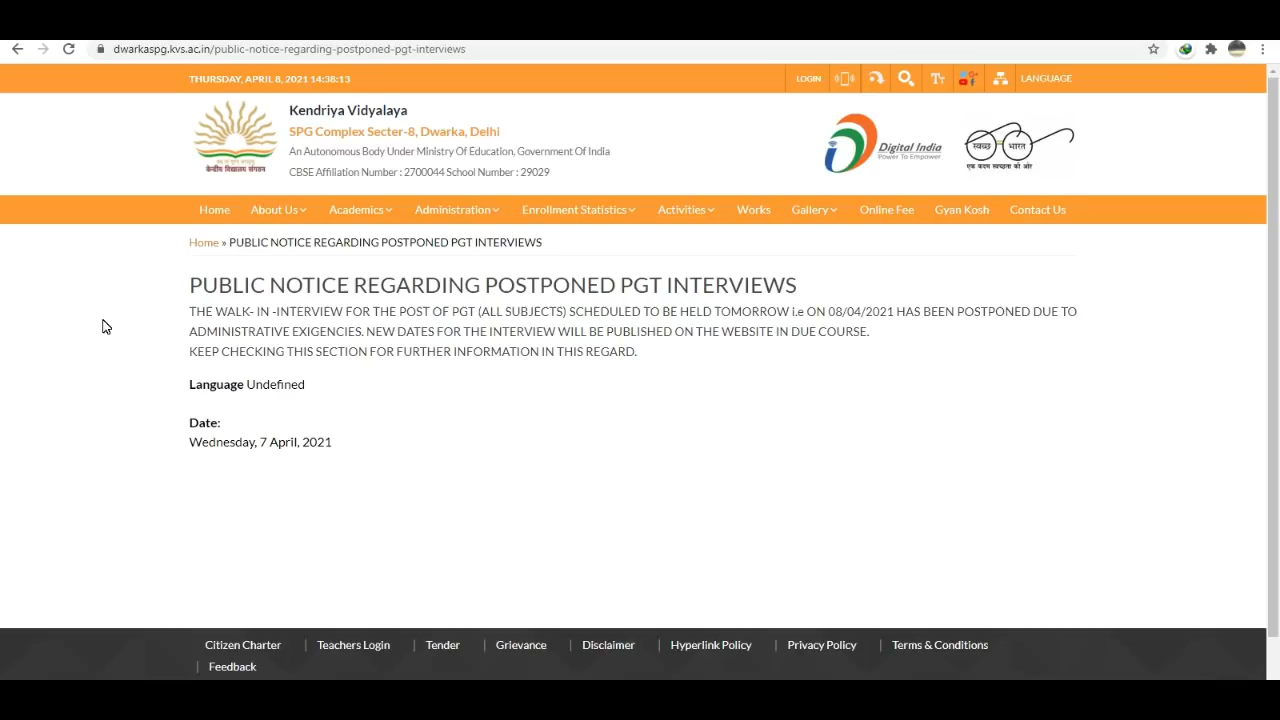 dwarkaspg.kvs.ac.in/public-notice-regarding-postponed-pgt-interviews
THURSDAY, APRIL 8, 2021 14:38:13
LOGIN
LANGUAGE
Kendriya Vidyalaya
SPG Complex Secter-8, Dwarka, Delhi
An Autonomous Body Under Ministry Of Education, Government Of India
CBSE Affiliation Number : 2700044 School Number : 29029
केन्द्रीय विद्यालय संगठन
Digital India
Power To Empower
स्वच्छ भारत
एक कदम स्वच्छता की ओर
Home About Us Academics Administration Enrollment Statistics Activities Works Gallery Online Fee Gyan Kosh Contact Us
Home » PUBLIC NOTICE REGARDING POSTPONED PGT INTERVIEWS
PUBLIC NOTICE REGARDING POSTPONED PGT INTERVIEWS
THE WALK- IN -INTERVIEW FOR THE POST OF PGT (ALL SUBJECTS) SCHEDULED TO BE HELD TOMORROW i.e ON 08/04/2021 HAS BEEN POSTPONED DUE TO
ADMINISTRATIVE EXIGENCIES. NEW DATES FOR THE INTERVIEW WILL BE PUBLISHED ON THE WEBSITE IN DUE COURSE.
KEEP CHECKING THIS SECTION FOR FURTHER INFORMATION IN THIS REGARD.
Language Undefined
Date:
Wednesday, 7 April, 2021
Citizen Charter | Teachers Login | Tender | Grievance | Disclaimer | Hyperlink Policy | Privacy Policy | Terms & Conditions
| Feedback